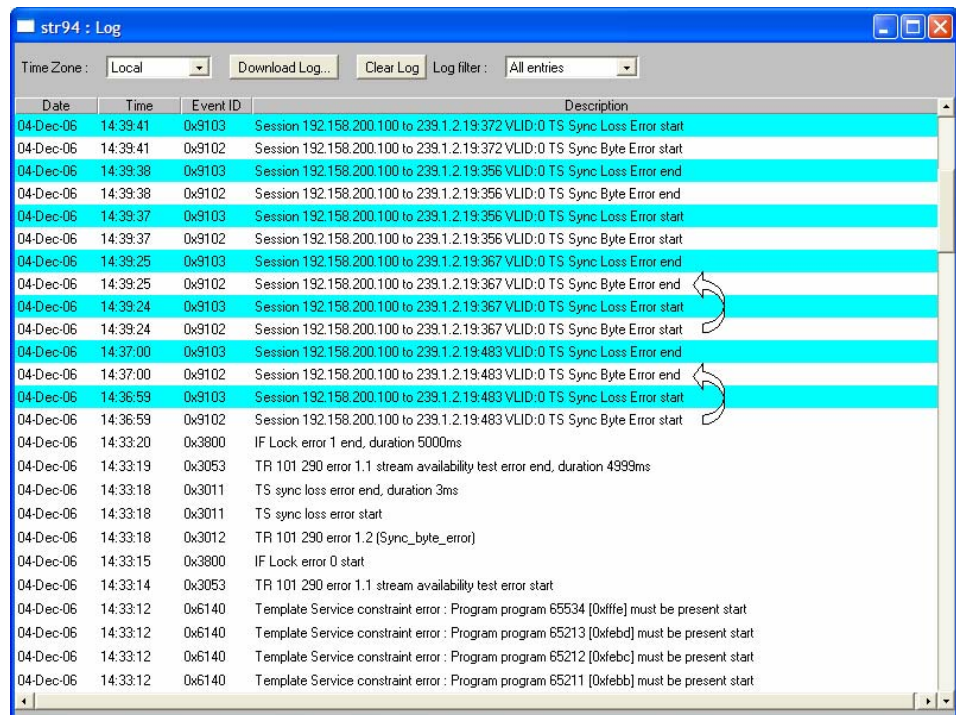 str94 : Log
Time Zone : Local Download Log... Clear Log Log filter : All entries
Date Time Event ID Description
04-Dec-06 14:39:41 0x9103 Session 192.158.200.100 to 239.1.2.19:372 VLID:0 TS Sync Loss Error start
04-Dec-06 14:39:41 0x9102 Session 192.158.200.100 to 239.1.2.19:372 VLID:0 TS Sync Byte Error start
04-Dec-06 14:39:38 0x9103 Session 192.158.200.100 to 239.1.2.19:356 VLID:0 TS Sync Loss Error end
04-Dec-06 14:39:38 0x9102 Session 192.158.200.100 to 239.1.2.19:356 VLID:0 TS Sync Byte Error end
04-Dec-06 14:39:37 0x9103 Session 192.158.200.100 to 239.1.2.19:356 VLID:0 TS Sync Loss Error start
04-Dec-06 14:39:37 0x9102 Session 192.158.200.100 to 239.1.2.19:356 VLID:0 TS Sync Byte Error start
04-Dec-06 14:39:25 0x9103 Session 192.158.200.100 to 239.1.2.19:367 VLID:0 TS Sync Loss Error end
04-Dec-06 14:39:25 0x9102 Session 192.158.200.100 to 239.1.2.19:367 VLID:0 TS Sync Byte Error end
04-Dec-06 14:39:24 0x9103 Session 192.158.200.100 to 239.1.2.19:367 VLID:0 TS Sync Loss Error start
04-Dec-06 14:39:24 0x9102 Session 192.158.200.100 to 239.1.2.19:367 VLID:0 TS Sync Byte Error start
04-Dec-06 14:37:00 0x9103 Session 192.158.200.100 to 239.1.2.19:483 VLID:0 TS Sync Loss Error end
04-Dec-06 14:37:00 0x9102 Session 192.158.200.100 to 239.1.2.19:483 VLID:0 TS Sync Byte Error end
04-Dec-06 14:36:59 0x9103 Session 192.158.200.100 to 239.1.2.19:483 VLID:0 TS Sync Loss Error start
04-Dec-06 14:36:59 0x9102 Session 192.158.200.100 to 239.1.2.19:483 VLID:0 TS Sync Byte Error start
04-Dec-06 14:33:20 0x3800 IF Lock error 1 end, duration 5000ms
04-Dec-06 14:33:19 0x3053 TR 101 290 error 1.1 stream availability test error end, duration 4999ms
04-Dec-06 14:33:18 0x3011 TS sync loss error end, duration 3ms
04-Dec-06 14:33:18 0x3011 TS sync loss error start
04-Dec-06 14:33:18 0x3012 TR 101 290 error 1.2 (Sync_byte_error)
04-Dec-06 14:33:15 0x3800 IF Lock error 0 start
04-Dec-06 14:33:14 0x3053 TR 101 290 error 1.1 stream availability test error start
04-Dec-06 14:33:12 0x6140 Template Service constraint error : Program program 65534 [0xfffe] must be present start
04-Dec-06 14:33:12 0x6140 Template Service constraint error : Program program 65213 [0xfebd] must be present start
04-Dec-06 14:33:12 0x6140 Template Service constraint error : Program program 65212 [0xfebc] must be present start
04-Dec-06 14:33:12 0x6140 Template Service constraint error : Program program 65211 [0xfebb] must be present start